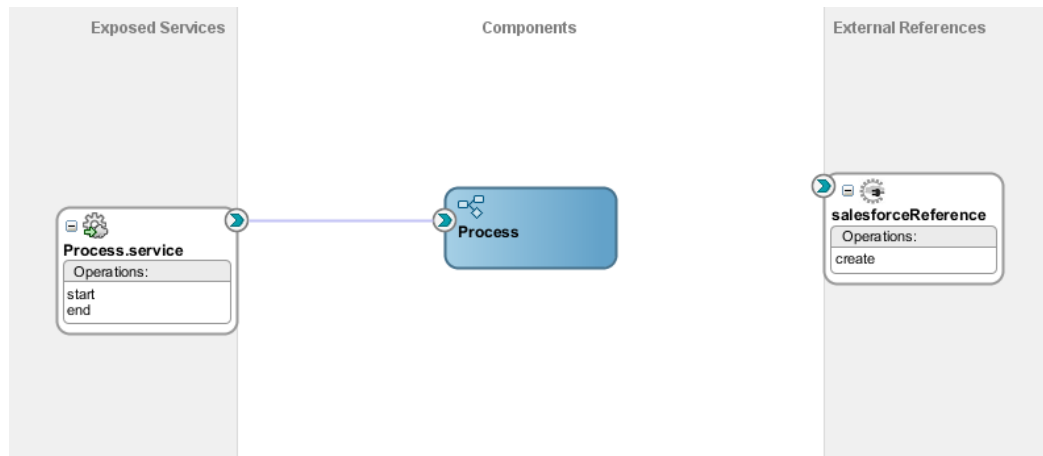 Exposed Services
Components
External References
Process.service
Operations:
start
end
Process
salesforceReference
Operations:
create